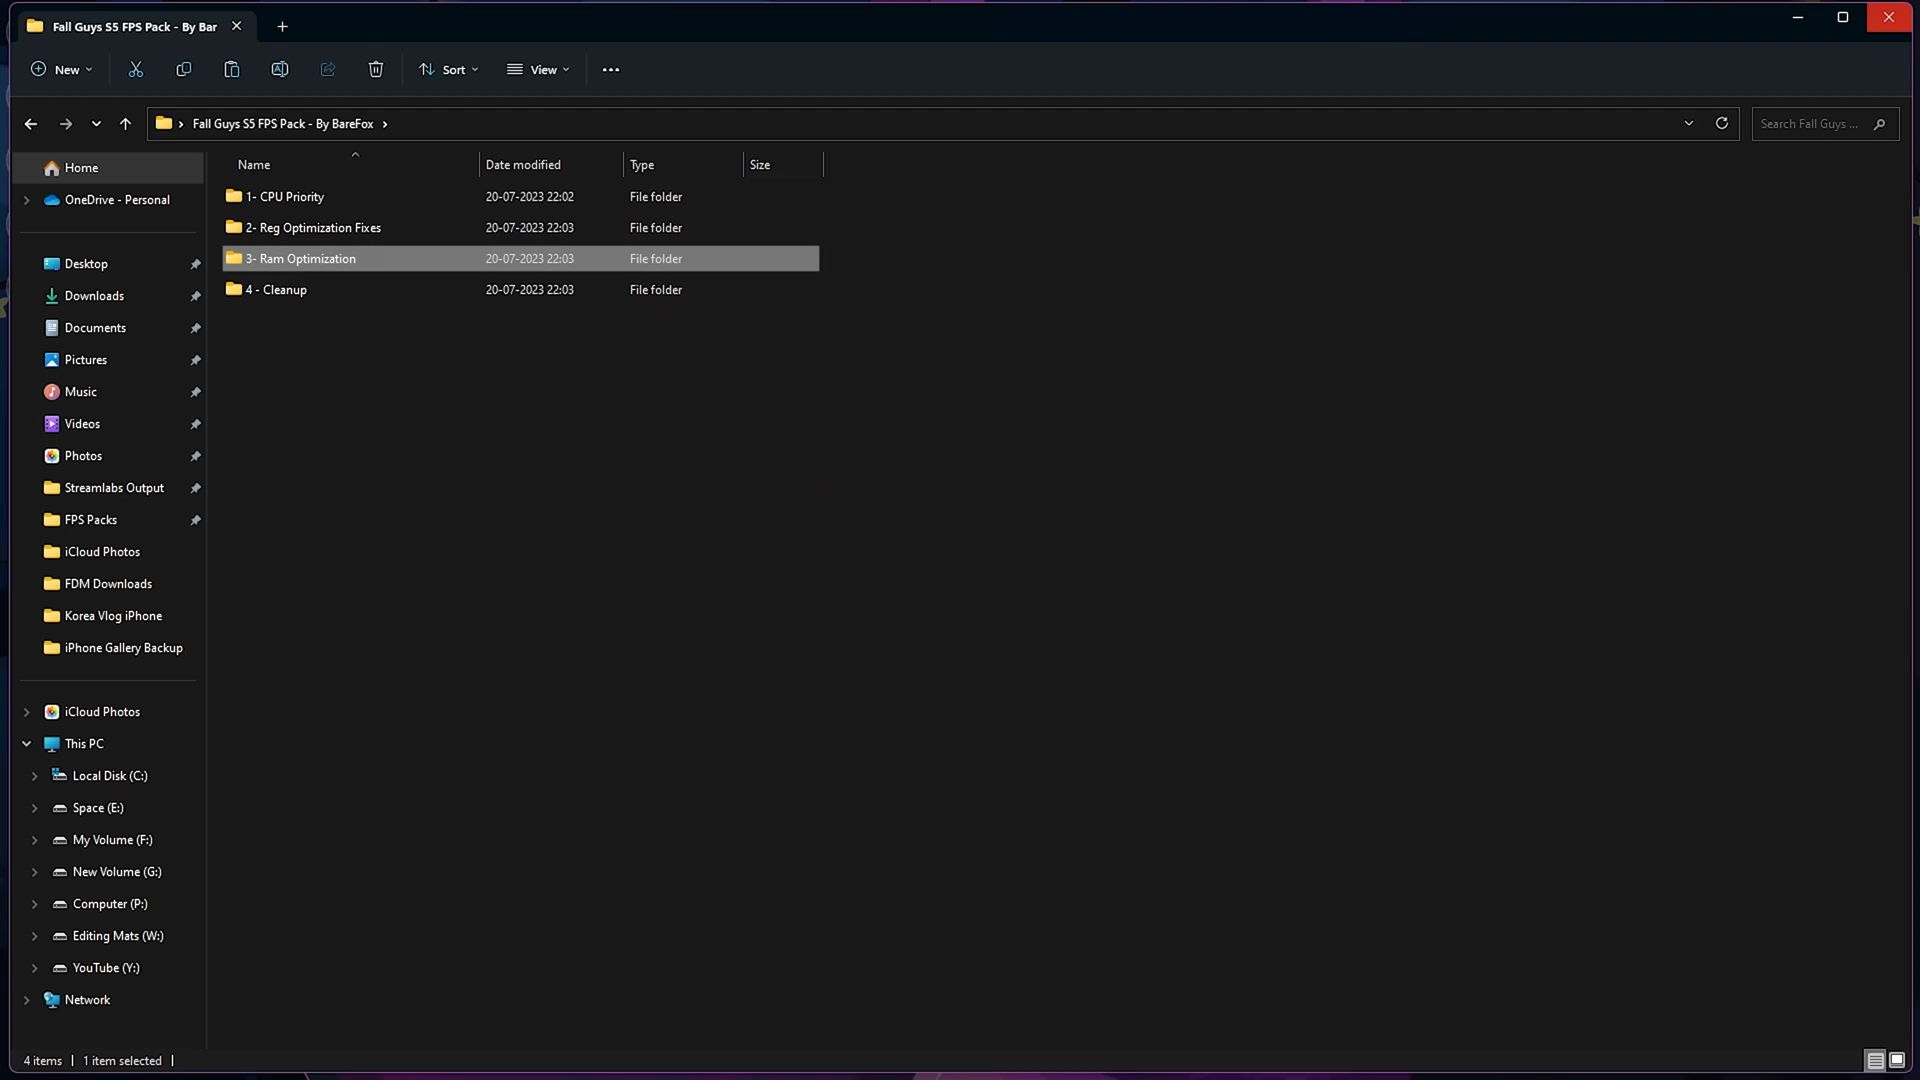 Fall Guys S5 FPS Pack - By Bar
New
Sort
View
Fall Guys S5 FPS Pack - By BareFox
Search Fall Guys ...
Name
Date modified
Type
Size
1- CPU Priority
20-07-2023 22:02
File folder
2- Reg Optimization Fixes
20-07-2023 22:03
File folder
3- Ram Optimization
20-07-2023 22:03
File folder
4 - Cleanup
20-07-2023 22:03
File folder
Home
OneDrive - Personal
Desktop
Downloads
Documents
Pictures
Music
Videos
Photos
Streamlabs Output
FPS Packs
iCloud Photos
FDM Downloads
Korea Vlog iPhone
iPhone Gallery Backup
iCloud Photos
This PC
Local Disk (C:)
Space (E:)
My Volume (F:)
New Volume (G:)
Computer (P:)
Editing Mats (W:)
YouTube (Y:)
Network
4 items
1 item selected